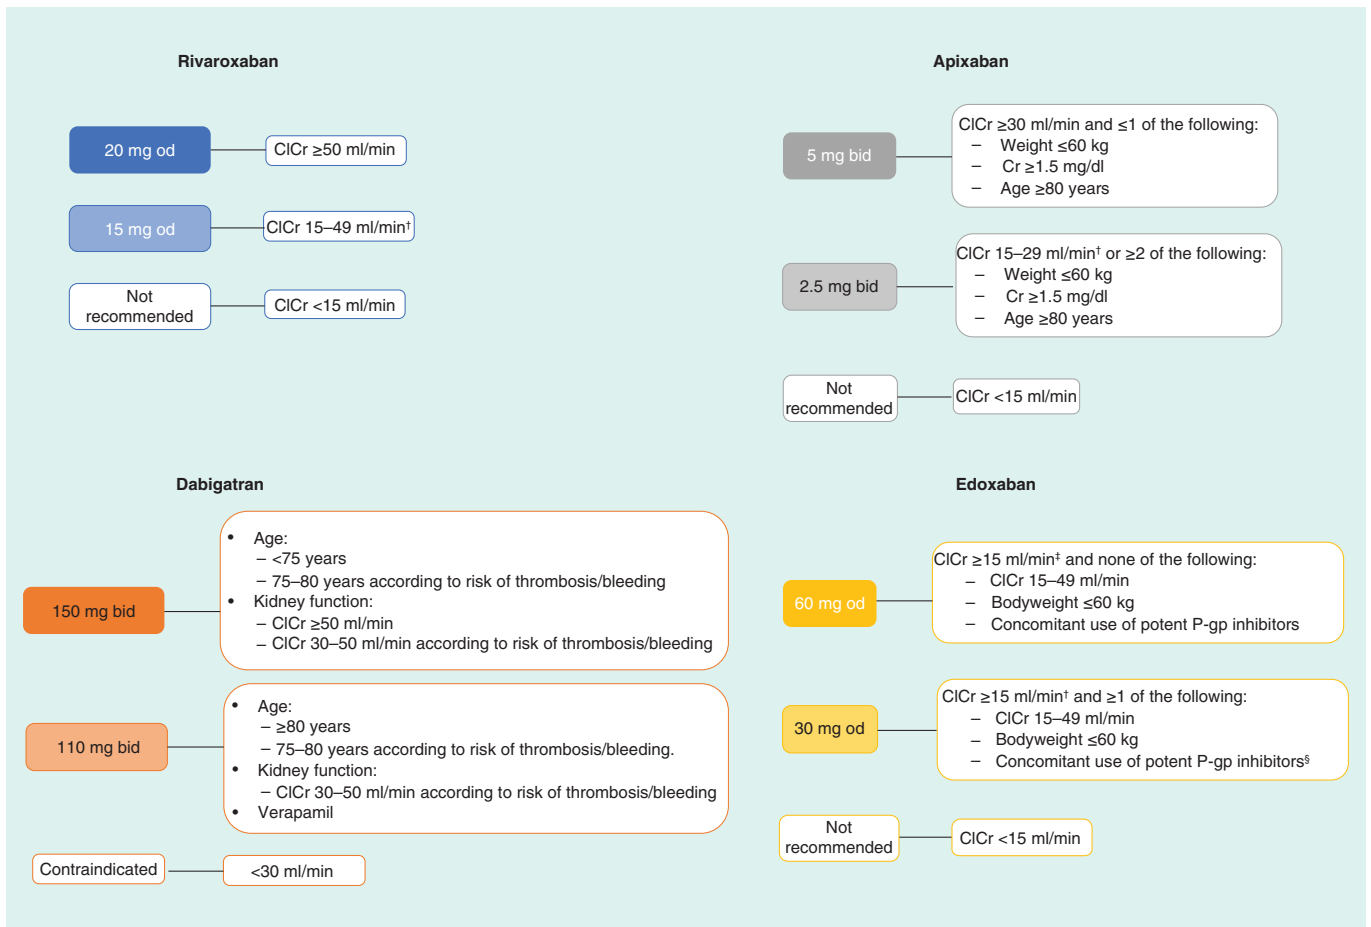 Rivaroxaban
20 mg od
ClCr ≥50 ml/min
15 mg od
ClCr 15–49 ml/min†
Not
recommended
ClCr <15 ml/min
Apixaban
5 mg bid
ClCr ≥30 ml/min and ≤1 of the following:
– Weight ≤60 kg
– Cr ≥1.5 mg/dl
– Age ≥80 years
2.5 mg bid
ClCr 15–29 ml/min† or ≥2 of the following:
– Weight ≤60 kg
– Cr ≥1.5 mg/dl
– Age ≥80 years
Not
recommended
ClCr <15 ml/min
Dabigatran
150 mg bid
• Age:
– <75 years
– 75–80 years according to risk of thrombosis/bleeding
• Kidney function:
– ClCr ≥50 ml/min
– ClCr 30–50 ml/min according to risk of thrombosis/bleeding
110 mg bid
• Age:
– ≥80 years
– 75–80 years according to risk of thrombosis/bleeding.
• Kidney function:
– ClCr 30–50 ml/min according to risk of thrombosis/bleeding
• Verapamil
Contraindicated
<30 ml/min
Edoxaban
60 mg od
ClCr ≥15 ml/min‡ and none of the following:
– ClCr 15–49 ml/min
– Bodyweight ≤60 kg
– Concomitant use of potent P-gp inhibitors
30 mg od
ClCr ≥15 ml/min† and ≥1 of the following:
– ClCr 15–49 ml/min
– Bodyweight ≤60 kg
– Concomitant use of potent P-gp inhibitors§
Not
recommended
ClCr <15 ml/min